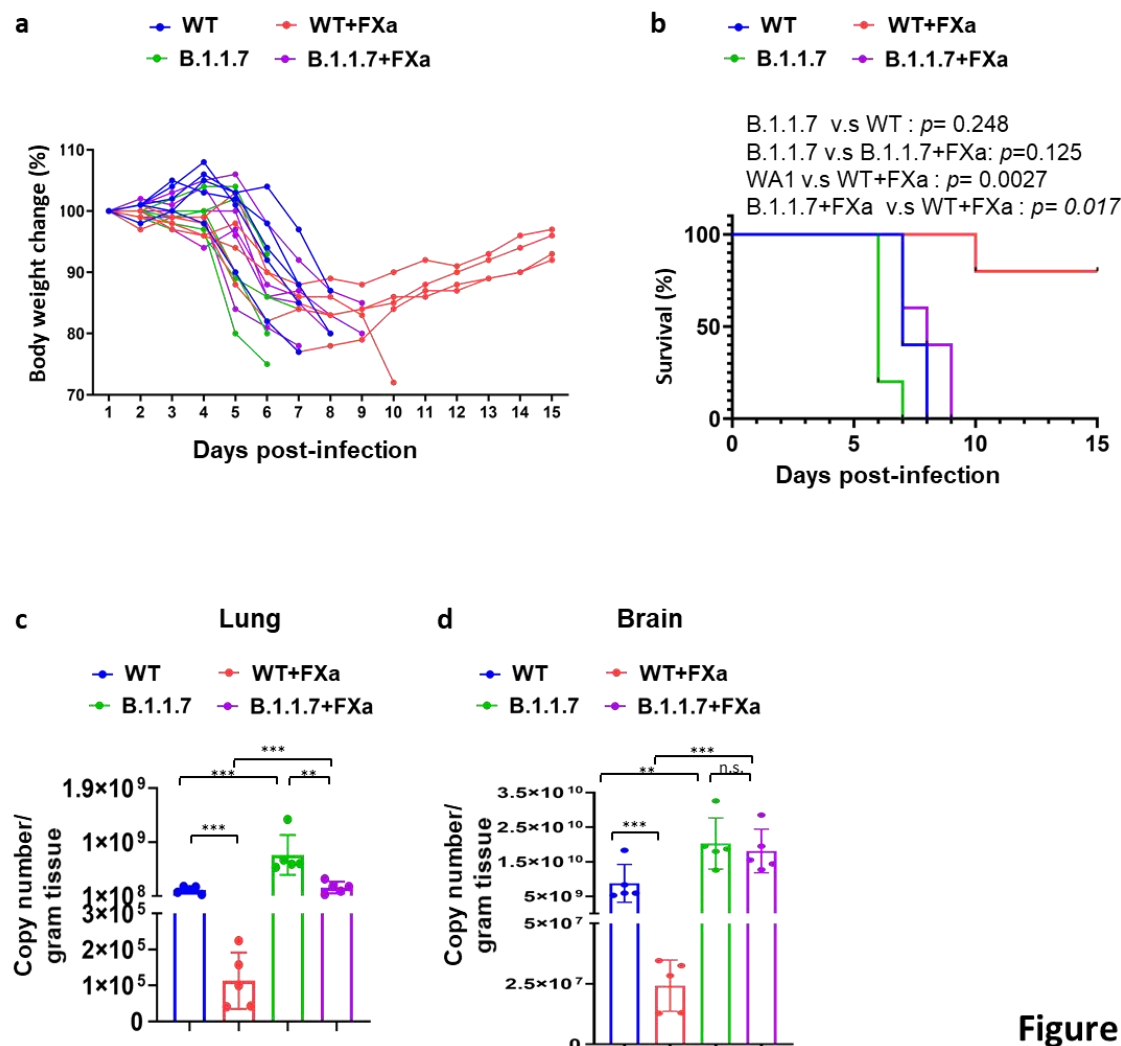 a
WT
WT+FXa
B.1.1.7
B.1.1.7+FXa
Body weight change (%)
110
100
90
80
70
1 2 3 4 5 6 7 8 9 10 11 12 13 14 15
Days post-infection
b
WT
WT+FXa
B.1.1.7
B.1.1.7+FXa
B.1.1.7 v.s WT : p= 0.248
B.1.1.7 v.s B.1.1.7+FXa: p=0.125
WA1 v.s WT+FXa : p= 0.0027
B.1.1.7+FXa v.s WT+FXa : p= 0.017
Survival (%)
100
50
0
0 5 10 15
Days post-infection
c
Lung
WT
WT+FXa
B.1.1.7
B.1.1.7+FXa
***
***
**
***
Copy number/
gram tissue
1.9×10⁹
1×10⁹
1×10⁸
3×10⁵
2×10⁵
1×10⁵
0
d
Brain
WT
WT+FXa
B.1.1.7
B.1.1.7+FXa
***
**
n.s.
***
Copy number/
gram tissue
3.5×10¹⁰
2.5×10¹⁰
1.5×10¹⁰
5×10⁹
5×10⁷
2.5×10⁷
0
Figure